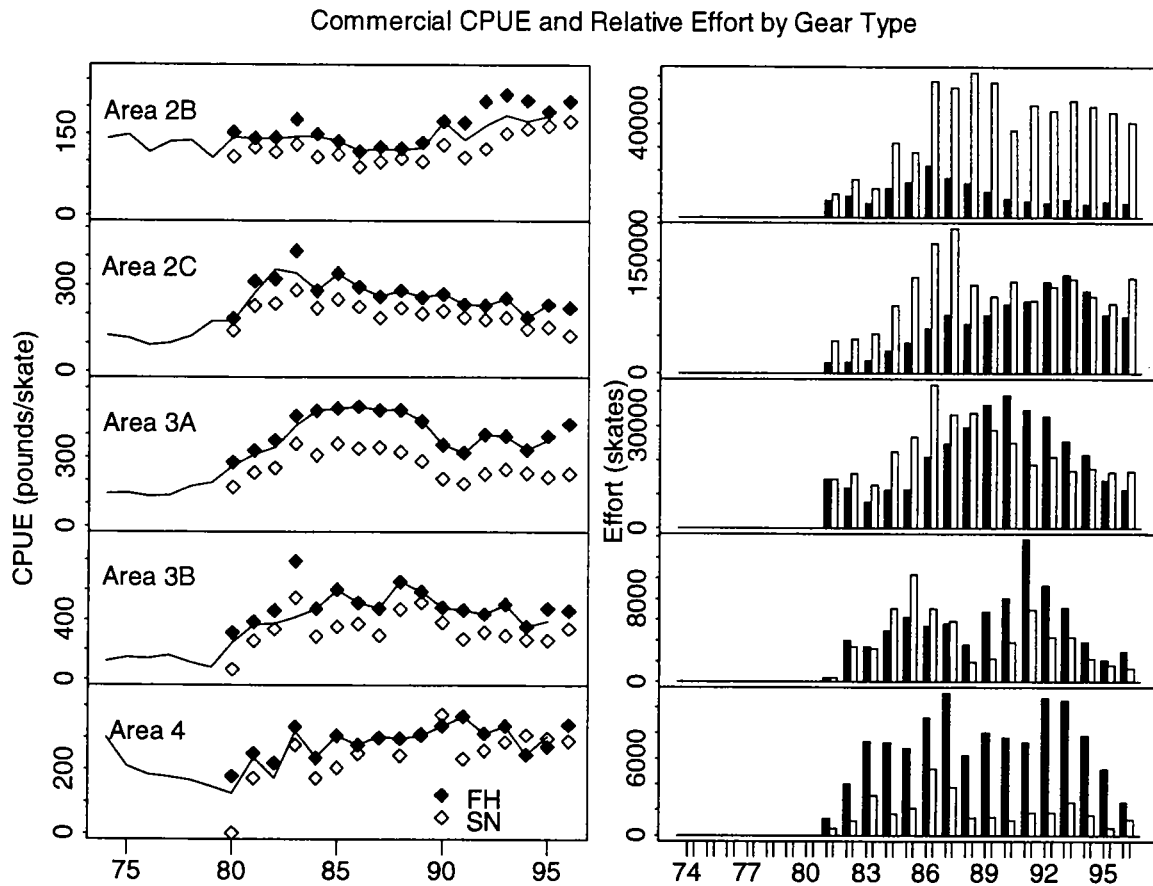 Commercial CPUE and Relative Effort by Gear Type
CPUE (pounds/skate)
Area 2B
0 150
Area 2C
0 300
Area 3A
0 300
Area 3B
0 400
Area 4
0 200
FH
SN
75 80 85 90 95
Effort (skates)
40000
0 150000
0 30000
0 8000
0 6000
74 77 80 83 86 89 92 95